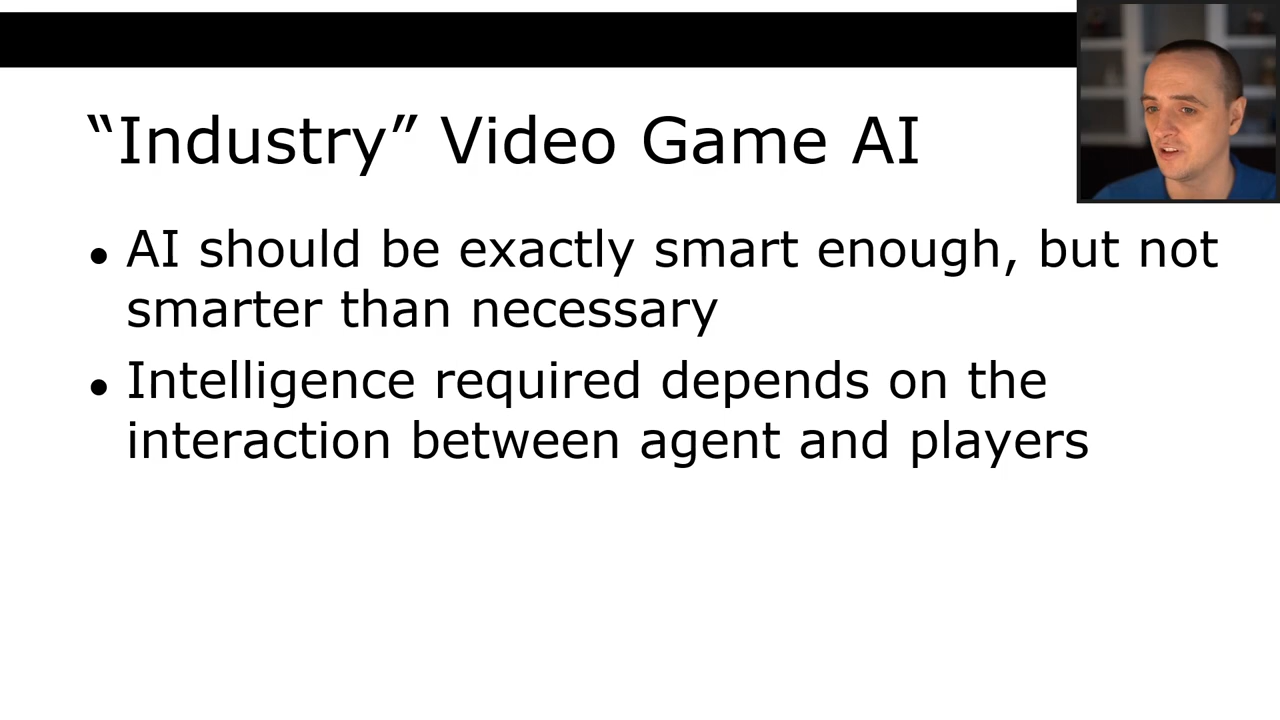 “Industry” Video Game AI
● AI should be exactly smart enough, but not
smarter than necessary
● Intelligence required depends on the
interaction between agent and players